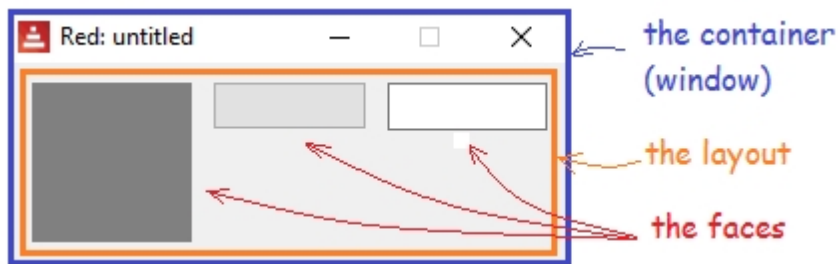 Red: untitled
the container
(window)
the layout
the faces